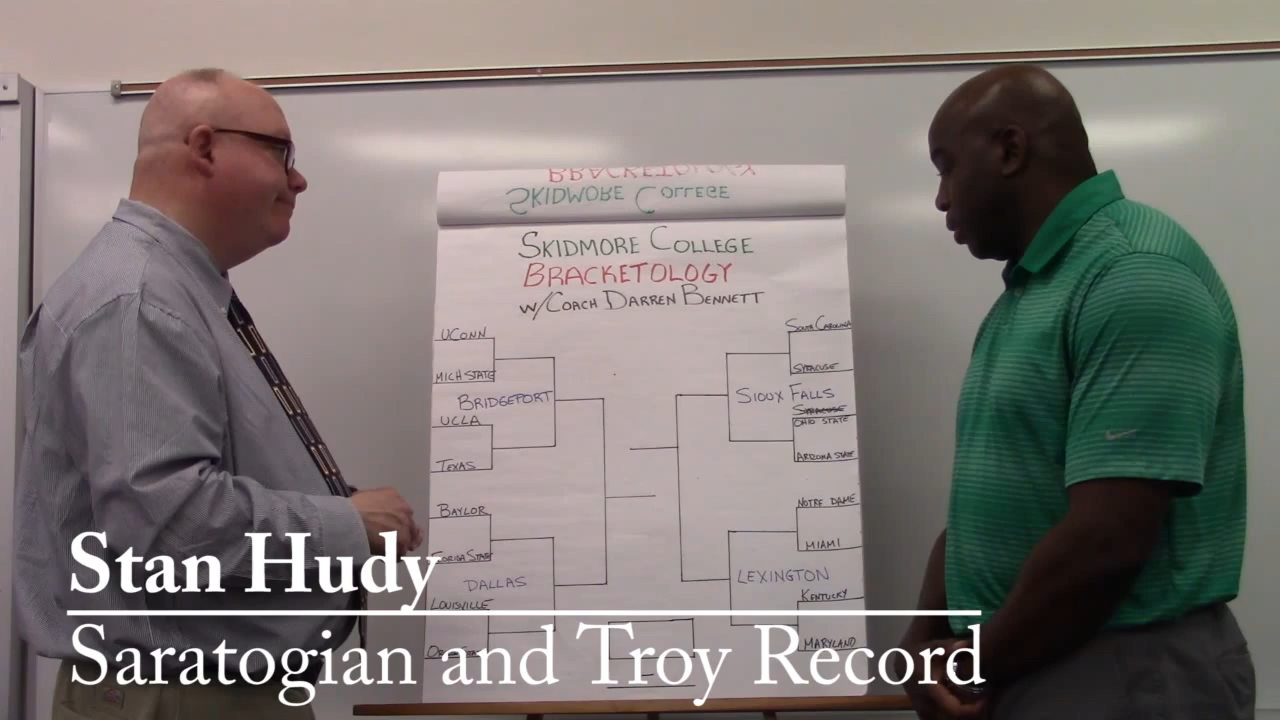 BRACKETOLOGY
SKIDMORE COLLEGE
SKIDMORE COLLEGE
BRACKETOLOGY
W/COACH DARREN BENNETT
UCONN
MICH STATE
BRIDGEPORT
UCLA
TEXAS
BAYLOR
DALLAS
LOUISVILLE
SOUTH CAROLINA
SYRACUSE
SIOUX FALLS
SYRACUSE
OHIO STATE
ARIZONA STATE
NOTRE DAME
MIAMI
LEXINGTON
KENTUCKY
MARYLAND
Stan Hudy
Saratogian and Troy Record